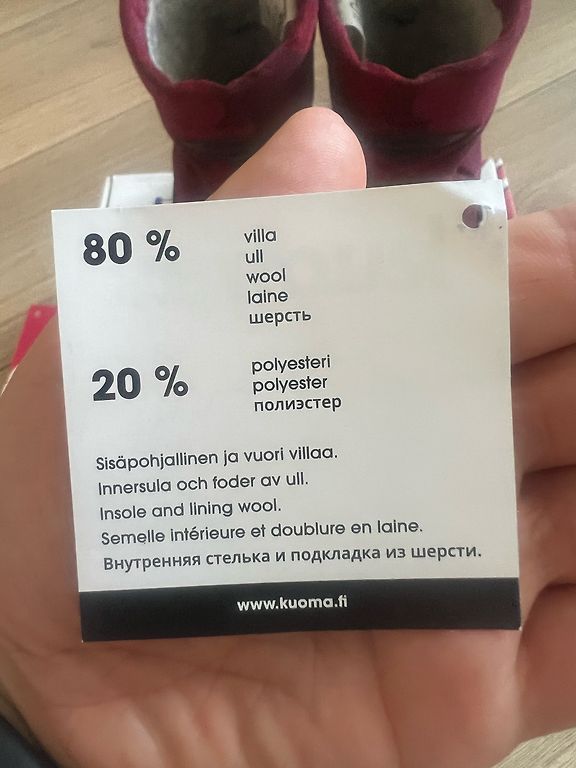 80 %
villa
ull
wool
laine
шерсть
20 %
polyesteri
polyester
полиэстер
Sisäpohjallinen ja vuori villaa.
Innersula och foder av ull.
Insole and lining wool.
Semelle intérieure et doublure en laine.
Внутренняя стелька и подкладка из шерсти.
www.kuoma.fi